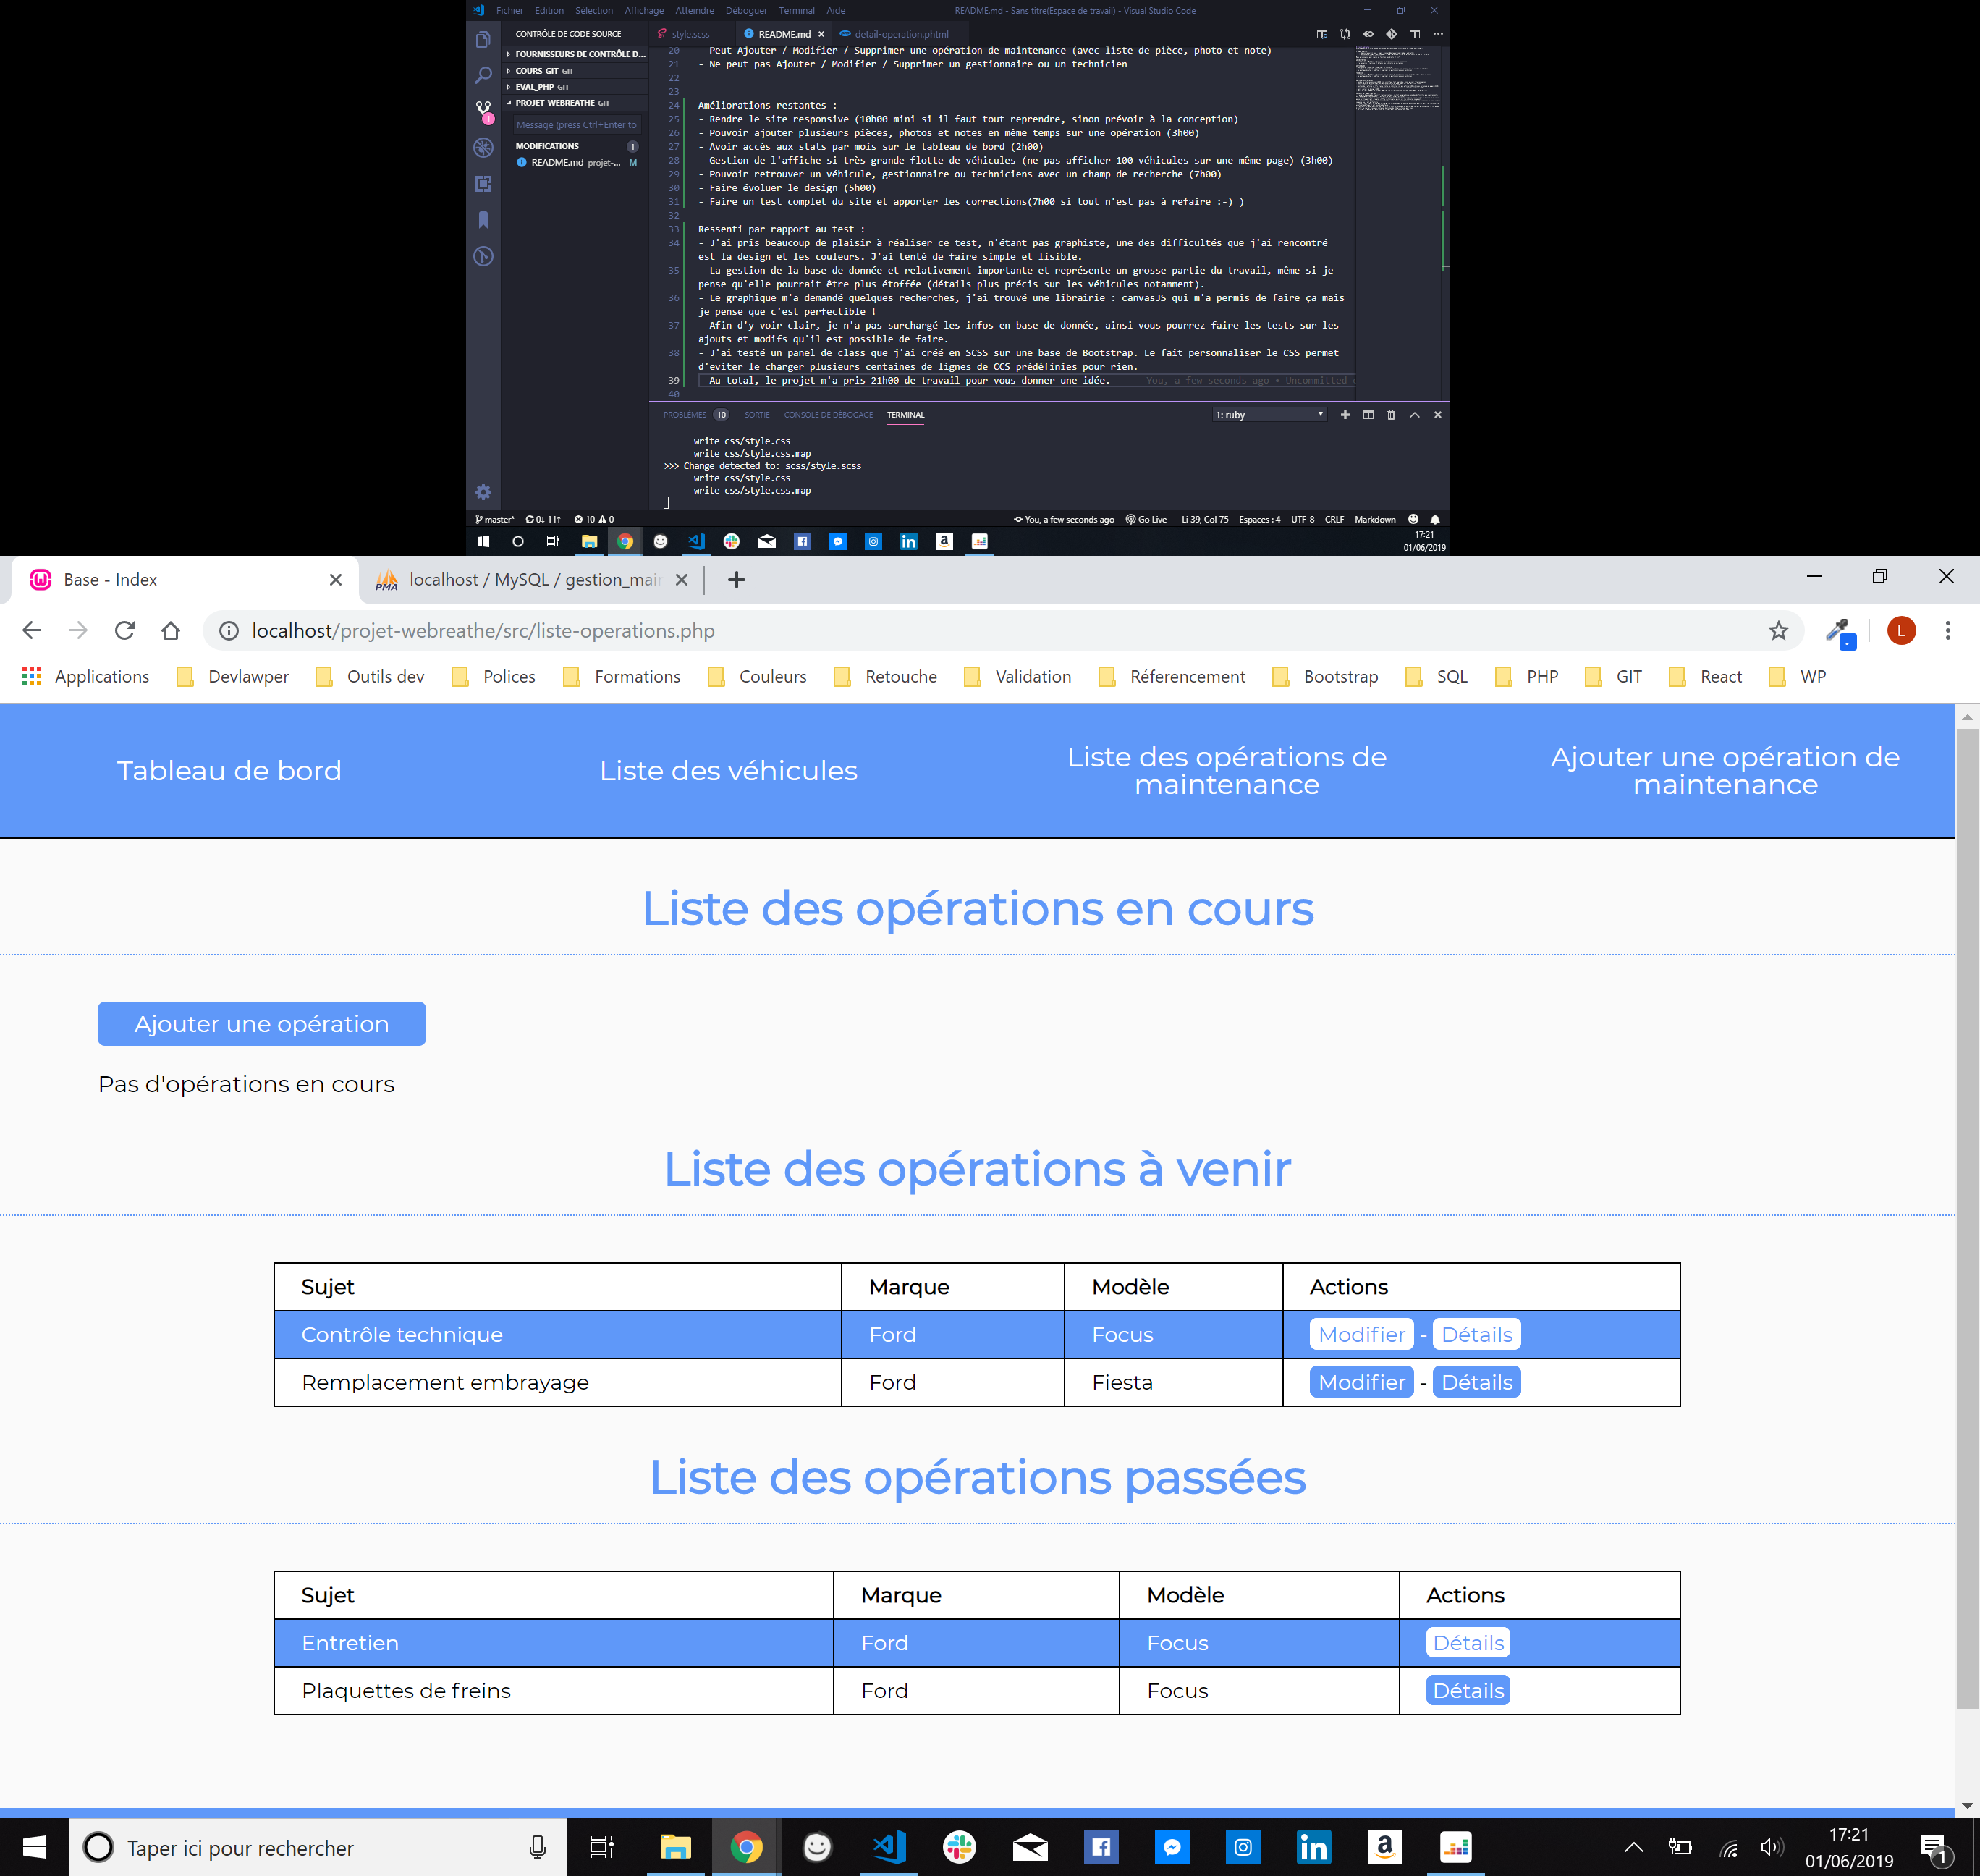 Fichier Edition Sélection Affichage Atteindre Déboguer Terminal Aide README.md - Sans titre(Espace de travail) - Visual Studio Code
CONTRÔLE DE CODE SOURCE
FOURNISSEURS DE CONTRÔLE D...
COURS_GIT GIT
EVAL_PHP GIT
PROJET-WEBREATHE GIT
Message (press Ctrl+Enter to
MODIFICATIONS 1
README.md projet-... M
style.scss README.md detail-operation.phtml
20 - Peut Ajouter / Modifier / Supprimer une opération de maintenance (avec liste de pièce, photo et note)
21 - Ne peut pas Ajouter / Modifier / Supprimer un gestionnaire ou un technicien
22
23
24 Améliorations restantes :
25 - Rendre le site responsive (10h00 mini si il faut tout reprendre, sinon prévoir à la conception)
26 - Pouvoir ajouter plusieurs pièces, photos et notes en même temps sur une opération (3h00)
27 - Avoir accès aux stats par mois sur le tableau de bord (2h00)
28 - Gestion de l'affiche si très grande flotte de véhicules (ne pas afficher 100 véhicules sur une même page) (3h00)
29 - Pouvoir retrouver un véhicule, gestionnaire ou techniciens avec un champ de recherche (7h00)
30 - Faire évoluer le design (5h00)
31 - Faire un test complet du site et apporter les corrections(7h00 si tout n'est pas à refaire :-) )
32
33 Ressenti par rapport au test :
34 - J'ai pris beaucoup de plaisir à réaliser ce test, n'étant pas graphiste, une des difficultés que j'ai rencontré
est la design et les couleurs. J'ai tenté de faire simple et lisible.
35 - La gestion de la base de donnée et relativement importante et représente un grosse partie du travail, même si je
pense qu'elle pourrait être plus étoffée (détails plus précis sur les véhicules notamment).
36 - Le graphique m'a demandé quelques recherches, j'ai trouvé une librairie : canvasJS qui m'a permis de faire ça mais
je pense que c'est perfectible !
37 - Afin d'y voir clair, je n'a pas surchargé les infos en base de donnée, ainsi vous pourrez faire les tests sur les
ajouts et modifs qu'il est possible de faire.
38 - J'ai testé un panel de class que j'ai créé en SCSS sur une base de Bootstrap. Le fait personnaliser le CSS permet
d'eviter le charger plusieurs centaines de lignes de CCS prédéfinies pour rien.
39 - Au total, le projet m'a pris 21h00 de travail pour vous donner une idée. You, a few seconds ago • Uncommitted
40
PROBLÈMES 10 SORTIE CONSOLE DE DÉBOGAGE TERMINAL 1: ruby
write css/style.css
write css/style.css.map
>>> Change detected to: scss/style.scss
write css/style.css
write css/style.css.map
master* 0↓ 11↑ 10 0 You, a few seconds ago Go Live Li 39, Col 75 Espaces : 4 UTF-8 CRLF Markdown
17:21
01/06/2019
Base - Index localhost / MySQL / gestion_mair
localhost/projet-webreathe/src/liste-operations.php L
Applications Devlawper Outils dev Polices Formations Couleurs Retouche Validation Réferencement Bootstrap SQL PHP GIT React WP
Tableau de bord
Liste des véhicules
Liste des opérations de
maintenance
Ajouter une opération de
maintenance
Liste des opérations en cours
Ajouter une opération
Pas d'opérations en cours
Liste des opérations à venir
Sujet Marque Modèle Actions
Contrôle technique Ford Focus Modifier - Détails
Remplacement embrayage Ford Fiesta Modifier - Détails
Liste des opérations passées
Sujet Marque Modèle Actions
Entretien Ford Focus Détails
Plaquettes de freins Ford Focus Détails
Taper ici pour rechercher
17:21
01/06/2019
1